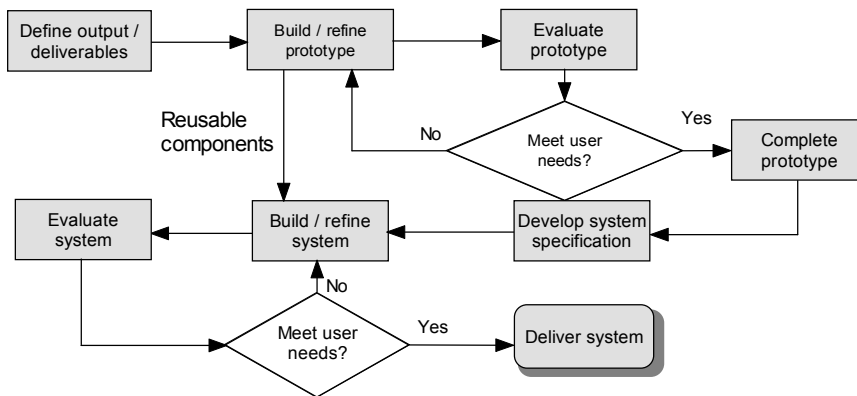 Define output /
deliverables
Build / refine
prototype
Evaluate
prototype
Reusable
components
No
Meet user
needs?
Yes
Complete
prototype
Evaluate
system
Build / refine
system
Develop system
specification
No
Meet user
needs?
Yes
Deliver system